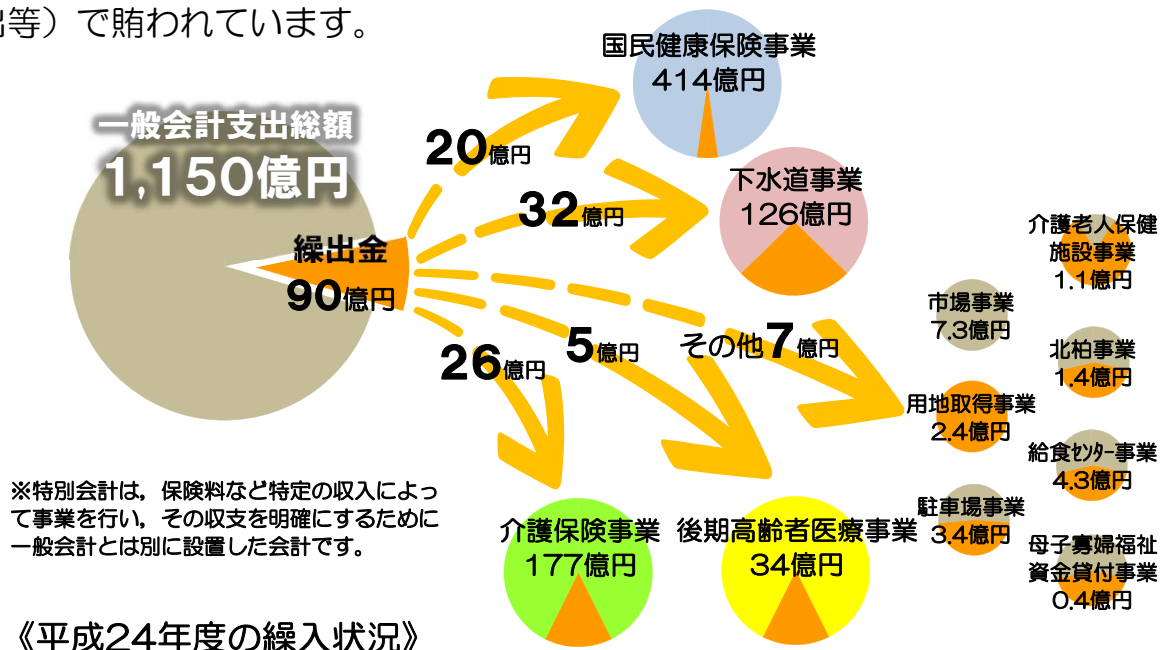 出等）で賄われています。
一般会計支出総額
1,150億円
繰出金
90億円
20億円
32億円
その他7億円
5億円
26億円
国民健康保険事業
414億円
下水道事業
126億円
介護老人保健
施設事業
1.1億円
市場事業
7.3億円
北柏事業
1.4億円
用地取得事業
2.4億円
給食ｾﾝﾀｰ事業
4.3億円
駐車場事業
3.4億円
母子寡婦福祉
資金貸付事業
0.4億円
介護保険事業
177億円
後期高齢者医療事業
34億円
※特別会計は，保険料など特定の収入によっ
て事業を行い，その収支を明確にするために
一般会計とは別に設置した会計です。
《平成24年度の繰入状況》